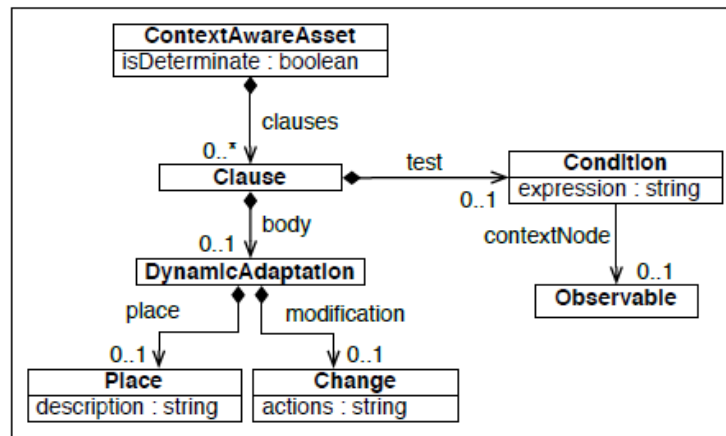 ContextAwareAsset
isDeterminate : boolean
clauses
0..*
Clause
test
0..1
Condition
expression : string
body
0..1
contextNode
0..1
Observable
DynamicAdaptation
place
modification
0..1
0..1
Place
description : string
Change
actions : string